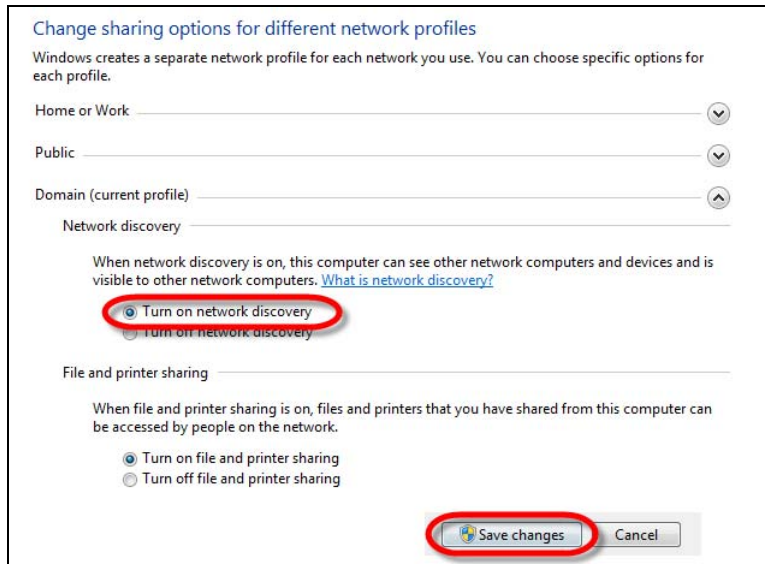 Change sharing options for different network profiles
Windows creates a separate network profile for each network you use. You can choose specific options for
each profile.
Home or Work
Public
Domain (current profile)
Network discovery
When network discovery is on, this computer can see other network computers and devices and is
visible to other network computers. What is network discovery?
Turn on network discovery
Turn off network discovery
File and printer sharing
When file and printer sharing is on, files and printers that you have shared from this computer can
be accessed by people on the network.
Turn on file and printer sharing
Turn off file and printer sharing
Save changes Cancel